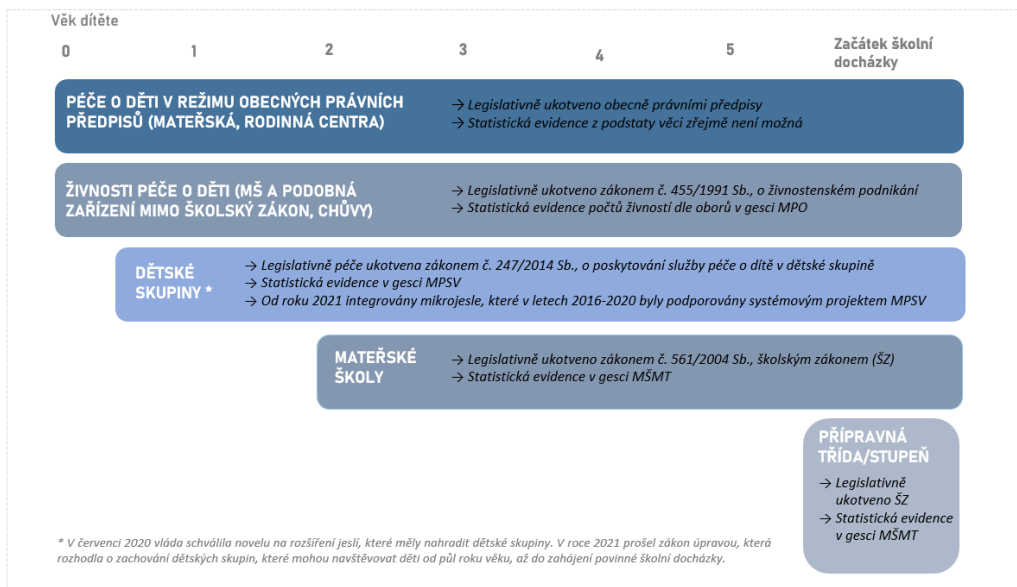 Věk dítěte
0 1 2 3 4 5 Začátek školní
docházky
PÉČE O DĚTI V REŽIMU OBECNÝCH PRÁVNÍCH
PŘEDPISŮ (MATEŘSKÁ, RODINNÁ CENTRA)
→ Legislativně ukotveno obecně právními předpisy
→ Statistická evidence z podstaty věci zřejmě není možná
ŽIVNOSTI PÉČE O DĚTI (MŠ A PODOBNÁ
ZAŘÍZENÍ MIMO ŠKOLSKÝ ZÁKON, CHŮVY)
→ Legislativně ukotveno zákonem č. 455/1991 Sb., o živnostenském podnikání
→ Statistická evidence počtů živností dle oborů v gesci MPO
DĚTSKÉ
SKUPINY *
→ Legislativně péče ukotvena zákonem č. 247/2014 Sb., o poskytování služby péče o dítě v dětské skupině
→ Statistická evidence v gesci MPSV
→ Od roku 2021 integrovány mikrojesle, které v letech 2016-2020 byly podporovány systémovým projektem MPSV
MATEŘSKÉ
ŠKOLY
→ Legislativně ukotveno zákonem č. 561/2004 Sb., školským zákonem (ŠZ)
→ Statistická evidence v gesci MŠMT
PŘÍPRAVNÁ
TŘÍDA/STUPEŇ
→ Legislativně
ukotveno ŠZ
→ Statistická evidence
v gesci MŠMT
* V červenci 2020 vláda schválila novelu na rozšíření jeslí, které měly nahradit dětské skupiny. V roce 2021 prošel zákon úpravou, která
rozhodla o zachování dětských skupin, které mohou navštěvovat děti od půl roku věku, až do zahájení povinné školní docházky.